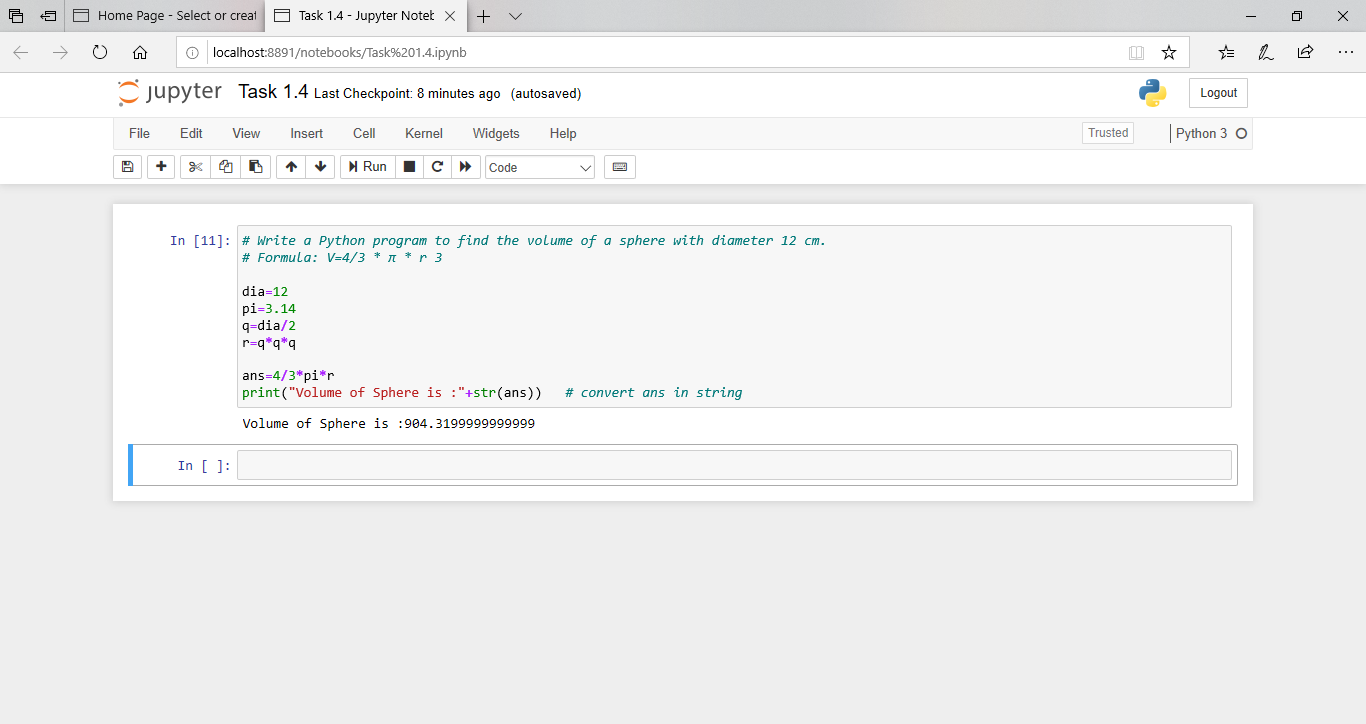 Home Page - Select or creat
Task 1.4 - Jupyter Noteb
localhost:8891/notebooks/Task%201.4.ipynb
jupyter Task 1.4 Last Checkpoint: 8 minutes ago (autosaved)
Logout
File Edit View Insert Cell Kernel Widgets Help Trusted Python 3
Run Code
In [11]: # Write a Python program to find the volume of a sphere with diameter 12 cm.
# Formula: V=4/3 * π * r 3
dia=12
pi=3.14
q=dia/2
r=q*q*q
ans=4/3*pi*r
print("Volume of Sphere is :"+str(ans)) # convert ans in string
Volume of Sphere is :904.3199999999999
In [ ]: